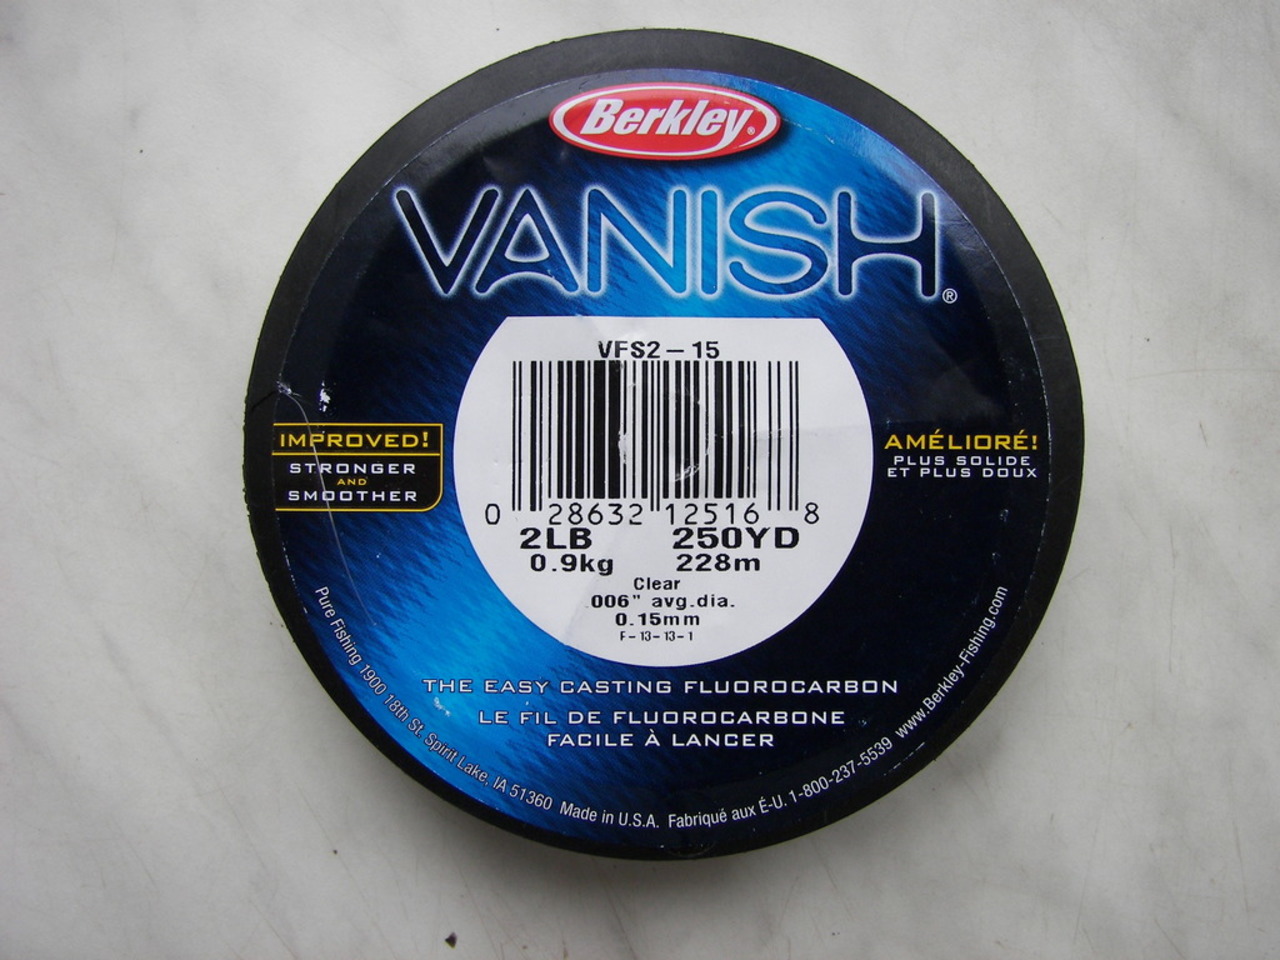 Berkley®
VANISH®
VFS2-15
0 28632 12516 8
2LB 250YD
0.9kg 228m
Clear
.006" avg.dia.
0.15mm
F-13-13-1
IMPROVED!
STRONGER
AND
SMOOTHER
AMÉLIORÉ!
PLUS SOLIDE
ET PLUS DOUX
THE EASY CASTING FLUOROCARBON
LE FIL DE FLUOROCARBONE
FACILE À LANCER
Pure Fishing 1900 18th St. Spirit Lake, IA 51360 Made in U.S.A. Fabriqué aux É-U. 1-800-237-5539 www.Berkley-Fishing.com